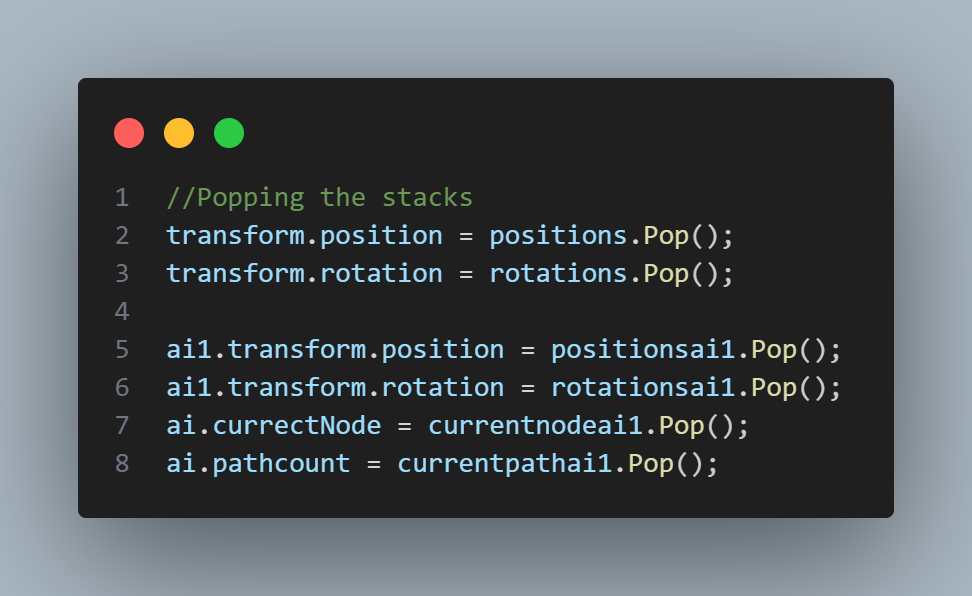 1 //Popping the stacks
2 transform.position = positions.Pop();
3 transform.rotation = rotations.Pop();
4
5 ai1.transform.position = positionsai1.Pop();
6 ai1.transform.rotation = rotationsai1.Pop();
7 ai.currectNode = currentnodeai1.Pop();
8 ai.pathcount = currentpathai1.Pop();